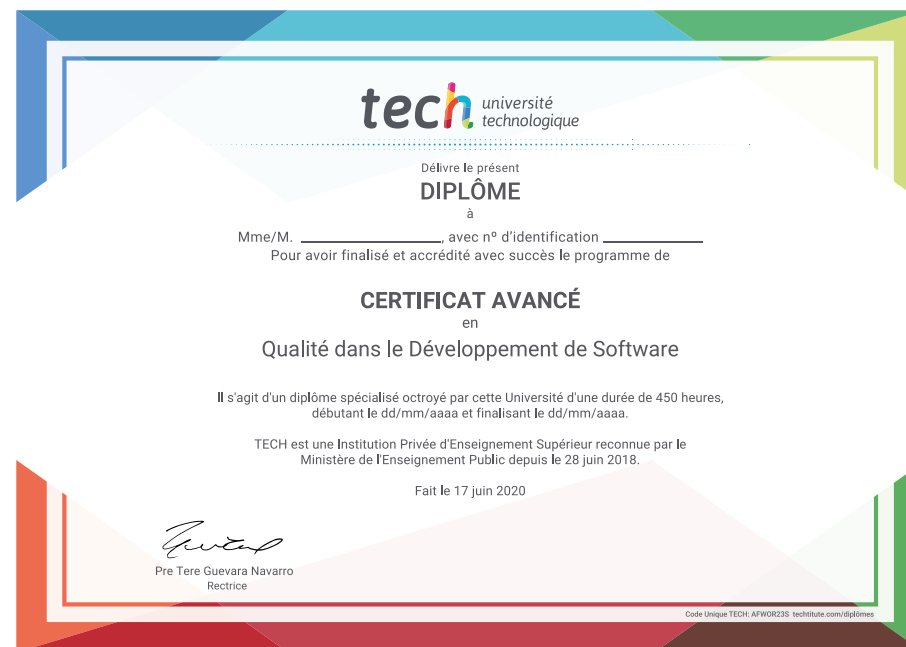 tech université
technologique
Délivre le présent
DIPLÔME
à
Mme/M. ____________________, avec nº d'identification ______________
Pour avoir finalisé et accrédité avec succès le programme de
CERTIFICAT AVANCÉ
en
Qualité dans le Développement de Software
Il s'agit d'un diplôme spécialisé octroyé par cette Université d'une durée de 450 heures,
débutant le dd/mm/aaaa et finalisant le dd/mm/aaaa.
TECH est une Institution Privée d'Enseignement Supérieur reconnue par le
Ministère de l'Enseignement Public depuis le 28 juin 2018.
Fait le 17 juin 2020
Pre Tere Guevara Navarro
Rectrice
Code Unique TECH: AFWOR23S techtitute.com/diplômes